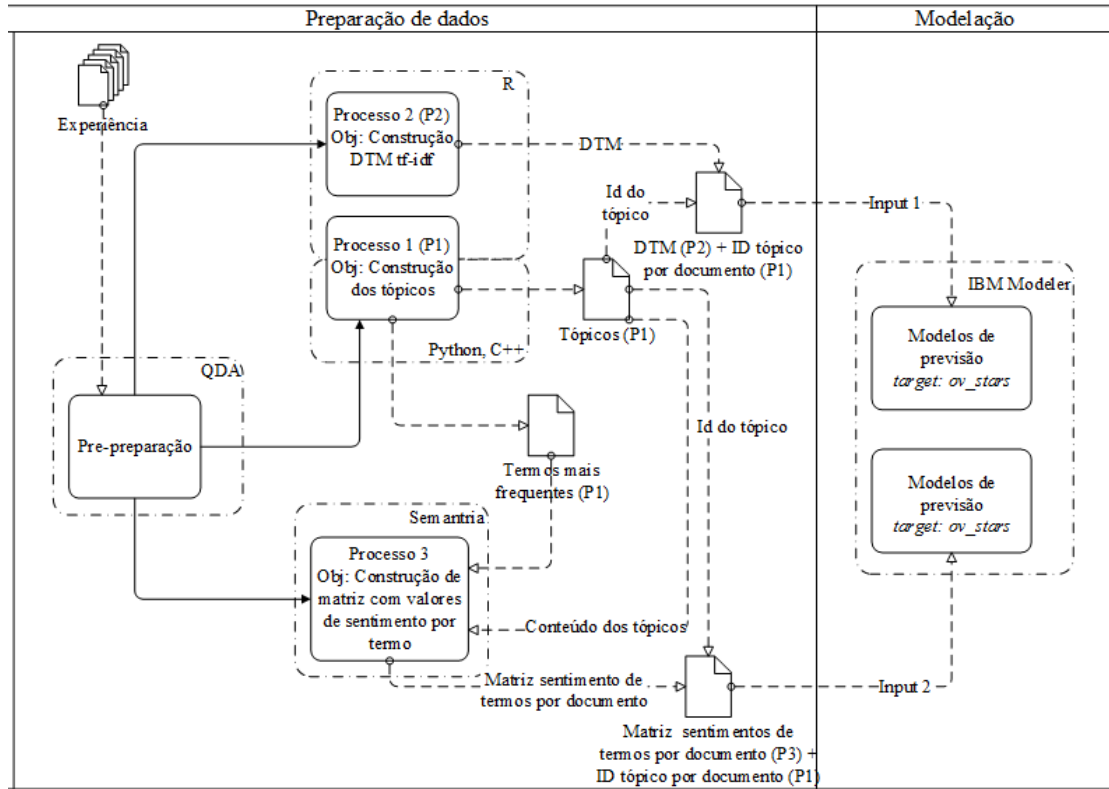 Preparação de dados
Modelação
Experiência
R
Processo 2 (P2)
Obj: Construção
DTM tf-idf
DTM
Id do
tópico
Input 1
DTM (P2) + ID tópico
por documento (P1)
Processo 1 (P1)
Obj: Construção
dos tópicos
Python, C++
Tópicos (P1)
IBM Modeler
Modelos de
previsão
target: ov_stars
QDA
Pre-preparação
Id do tópico
Termos mais
frequentes (P1)
Modelos de
previsão
target: ov_stars
Semantria
Processo 3
Obj: Construção de
matriz com valores
de sentimento por
termo
Conteúdo dos tópicos
Matriz sentimento de
termos por documento
Input 2
Matriz sentimentos de
termos por documento (P3) +
ID tópico por documento (P1)